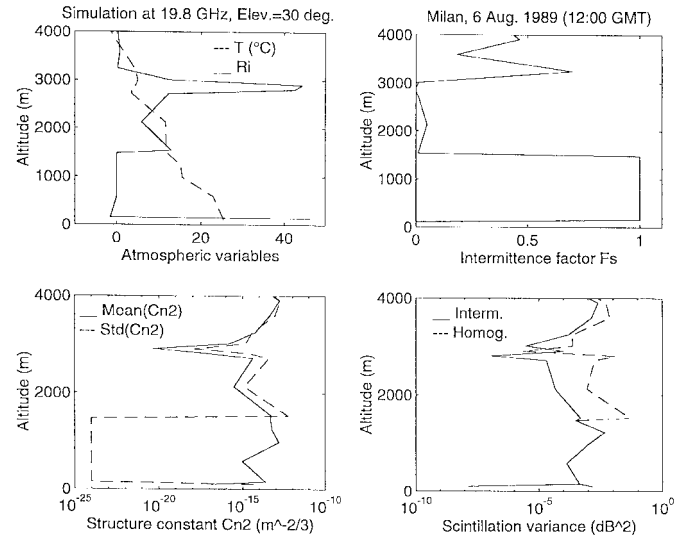 Simulation at 19.8 GHz, Elev.=30 deg.
4000
3000
2000
1000
0
Altitude (m)
T (°C)
Ri
0
20
40
Atmospheric variables
Milan, 6 Aug. 1989 (12:00 GMT)
4000
3000
2000
1000
0
Altitude (m)
0
0.5
1
Intermittence factor Fs
4000
2000
0
Altitude (m)
Mean(Cn2)
Std(Cn2)
10^-25
10^-20
10^-15
10^-10
Structure constant Cn2 (m^-2/3)
4000
2000
0
Altitude (m)
Interm.
Homog.
10^-10
10^-5
10^0
Scintillation variance (dB^2)